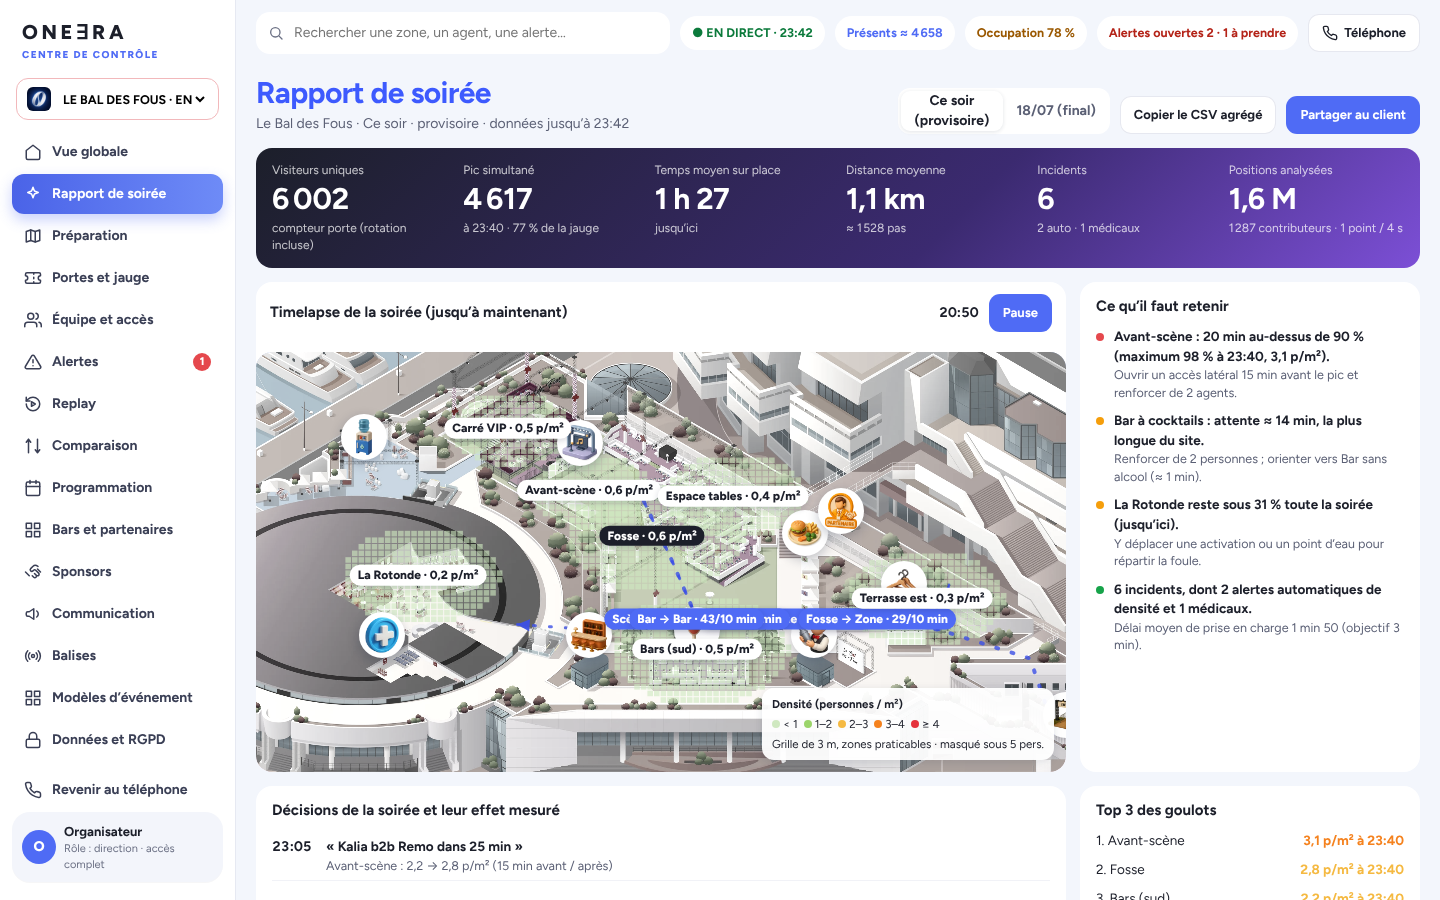 ONEƎRA
CENTRE DE CONTRÔLE
LE BAL DES FOUS · EN
Vue globale
Rapport de soirée
Préparation
Portes et jauge
Équipe et accès
Alertes 1
Replay
Comparaison
Programmation
Bars et partenaires
Sponsors
Communication
Balises
Modèles d'événement
Données et RGPD
Revenir au téléphone
O
Organisateur
Rôle : direction · accès
complet
Rechercher une zone, un agent, une alerte...
EN DIRECT · 23:42
Présents ≈ 4 658
Occupation 78 %
Alertes ouvertes 2 · 1 à prendre
Téléphone
Rapport de soirée
Le Bal des Fous · Ce soir · provisoire · données jusqu'à 23:42
Ce soir
(provisoire)
18/07 (final)
Copier le CSV agrégé
Partager au client
Visiteurs uniques
6 002
compteur porte (rotation
incluse)
Pic simultané
4 617
à 23:40 · 77 % de la jauge
Temps moyen sur place
1 h 27
jusqu'ici
Distance moyenne
1,1 km
≈ 1 528 pas
Incidents
6
2 auto · 1 médicaux
Positions analysées
1,6 M
1 287 contributeurs · 1 point / 4 s
Timelapse de la soirée (jusqu'à maintenant)
20:50
Pause
Carré VIP · 0,5 p/m²
Avant-scène · 0,6 p/m²
Espace tables · 0,4 p/m²
PARTENAIRE
Fosse · 0,6 p/m²
La Rotonde · 0,2 p/m²
Terrasse est · 0,3 p/m²
Bar → Bar · 43/10 min
min
Fosse → Zone · 29/10 min
Bars (sud) · 0,5 p/m²
Densité (personnes / m²)
< 1 1–2 2–3 3–4 ≥ 4
Grille de 3 m, zones praticables · masqué sous 5 pers.
Ce qu'il faut retenir
Avant-scène : 20 min au-dessus de 90 %
(maximum 98 % à 23:40, 3,1 p/m²).
Ouvrir un accès latéral 15 min avant le pic et
renforcer de 2 agents.
Bar à cocktails : attente ≈ 14 min, la plus
longue du site.
Renforcer de 2 personnes ; orienter vers Bar sans
alcool (≈ 1 min).
La Rotonde reste sous 31 % toute la soirée
(jusqu'ici).
Y déplacer une activation ou un point d'eau pour
répartir la foule.
6 incidents, dont 2 alertes automatiques de
densité et 1 médicaux.
Délai moyen de prise en charge 1 min 50 (objectif 3
min).
Décisions de la soirée et leur effet mesuré
23:05 « Kalia b2b Remo dans 25 min »
Avant-scène : 2,2 → 2,8 p/m² (15 min avant / après)
Top 3 des goulots
1. Avant-scène 3,1 p/m² à 23:40
2. Fosse 2,8 p/m² à 23:40
3. Bars (sud) 2,2 p/m² à 23:40